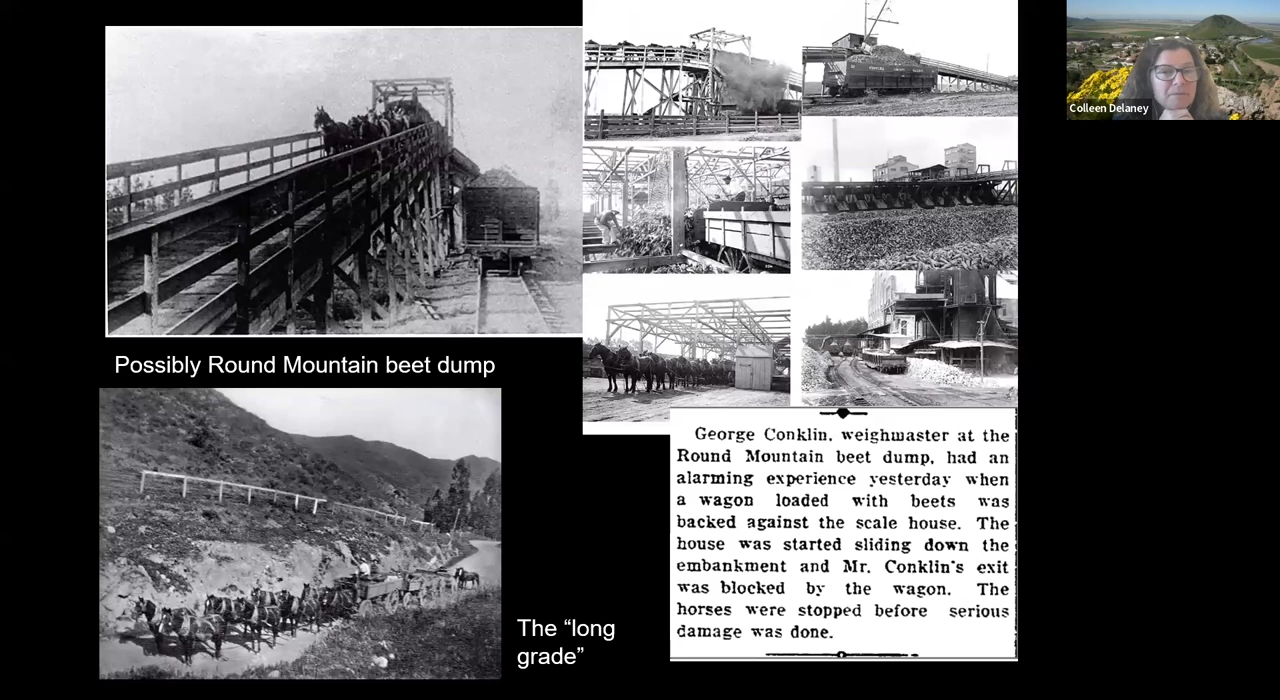 Colleen Delaney
Possibly Round Mountain beet dump
George Conklin, weighmaster at the
Round Mountain beet dump, had an
alarming experience yesterday when
a wagon loaded with beets was
backed against the scale house. The
house was started sliding down the
embankment and Mr. Conklin's exit
was blocked by the wagon. The
horses were stopped before serious
damage was done.
The “long
grade”